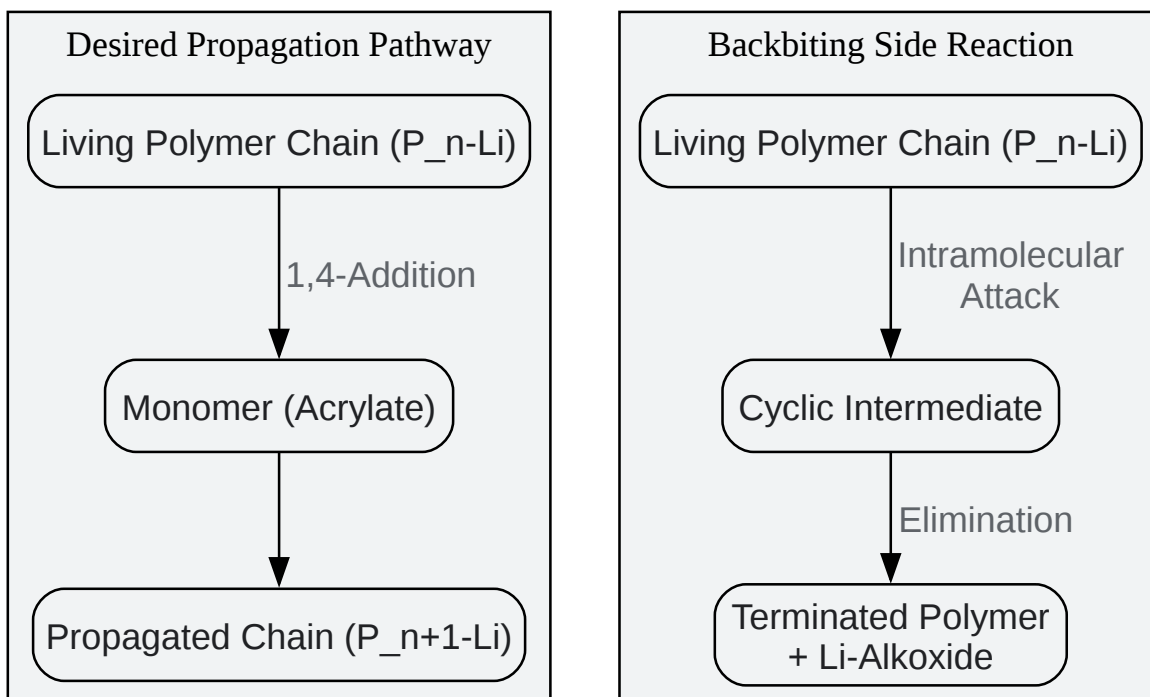 Desired Propagation Pathway
Living Polymer Chain (P_n-Li)
1,4-Addition
Monomer (Acrylate)
Propagated Chain (P_n+1-Li)
Backbiting Side Reaction
Living Polymer Chain (P_n-Li)
Intramolecular
Attack
Cyclic Intermediate
Elimination
Terminated Polymer
+ Li-Alkoxide